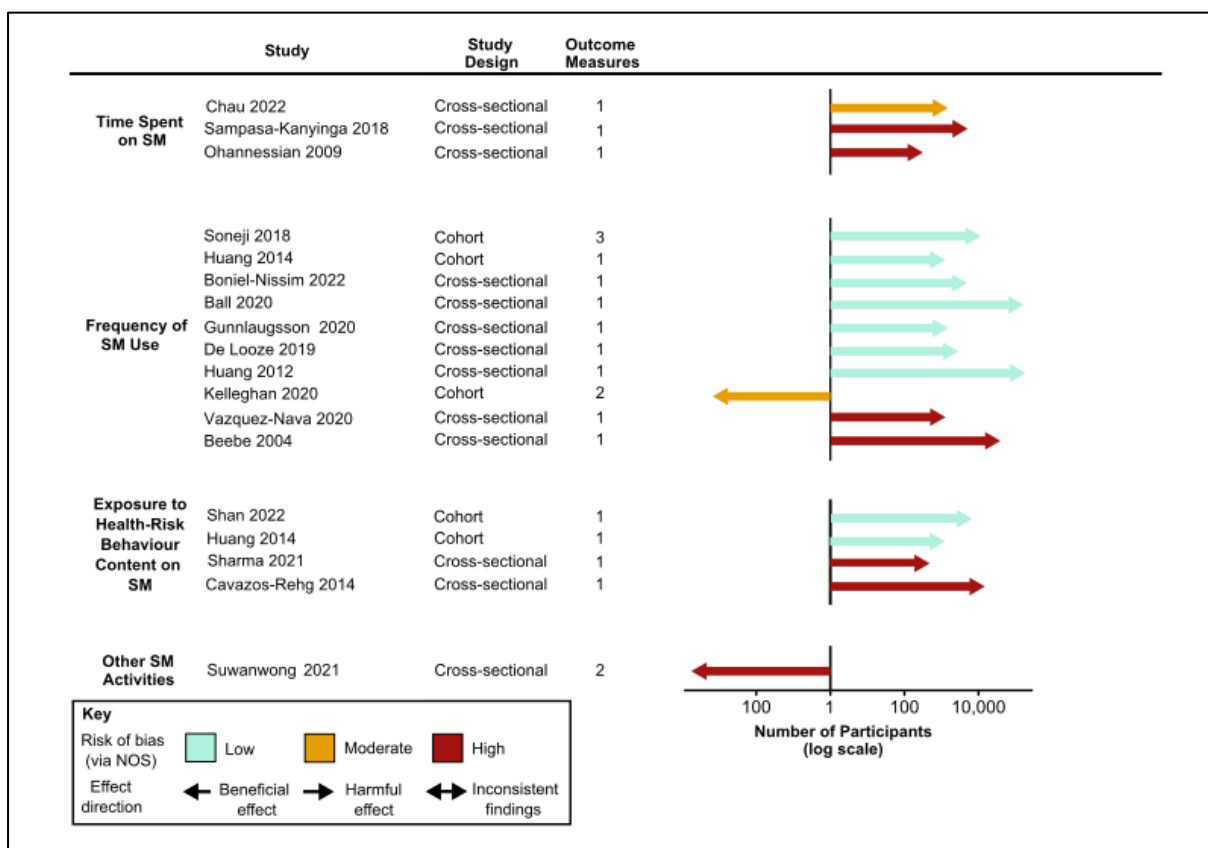 Study Study Design Outcome Measures
Time Spent on SM
Chau 2022 Cross-sectional 1
Sampasa-Kanyinga 2018 Cross-sectional 1
Ohannessian 2009 Cross-sectional 1
Frequency of SM Use
Soneji 2018 Cohort 3
Huang 2014 Cohort 1
Boniel-Nissim 2022 Cross-sectional 1
Ball 2020 Cross-sectional 1
Gunnlaugsson 2020 Cross-sectional 1
De Looze 2019 Cross-sectional 1
Huang 2012 Cross-sectional 1
Kelleghan 2020 Cohort 2
Vazquez-Nava 2020 Cross-sectional 1
Beebe 2004 Cross-sectional 1
Exposure to Health-Risk Behaviour Content on SM
Shan 2022 Cohort 1
Huang 2014 Cohort 1
Sharma 2021 Cross-sectional 1
Cavazos-Rehg 2014 Cross-sectional 1
Other SM Activities
Suwanwong 2021 Cross-sectional 2
100 1 100 10,000
Number of Participants
(log scale)
Key
Risk of bias (via NOS) Low Moderate High
Effect direction Beneficial effect Harmful effect Inconsistent findings